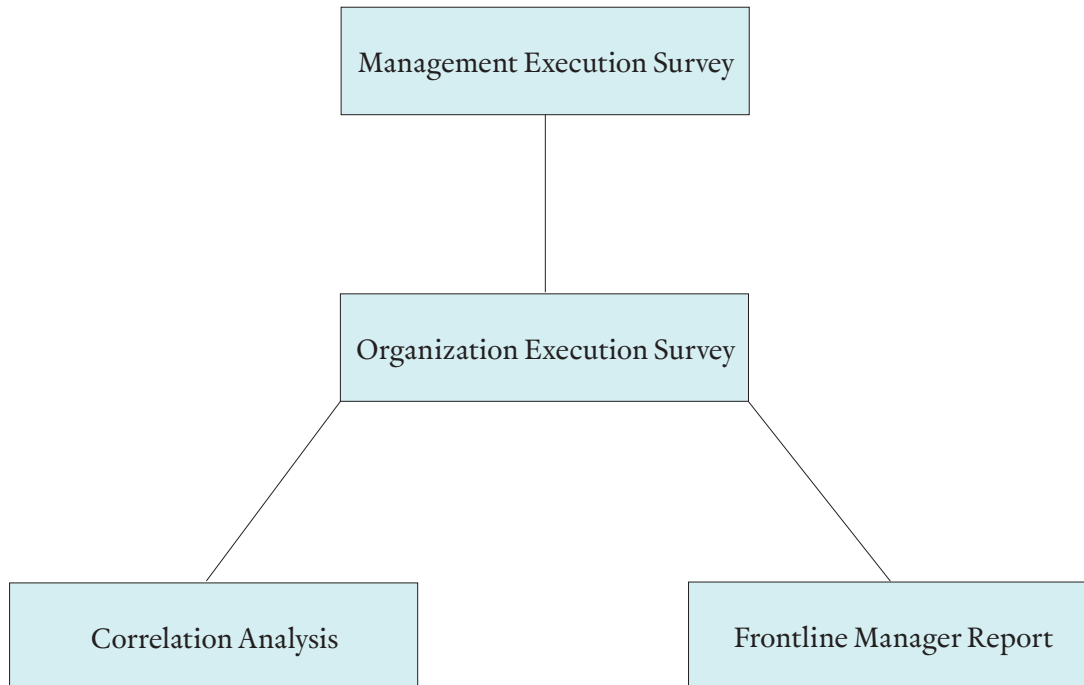 Management Execution Survey
Organization Execution Survey
Correlation Analysis
Frontline Manager Report